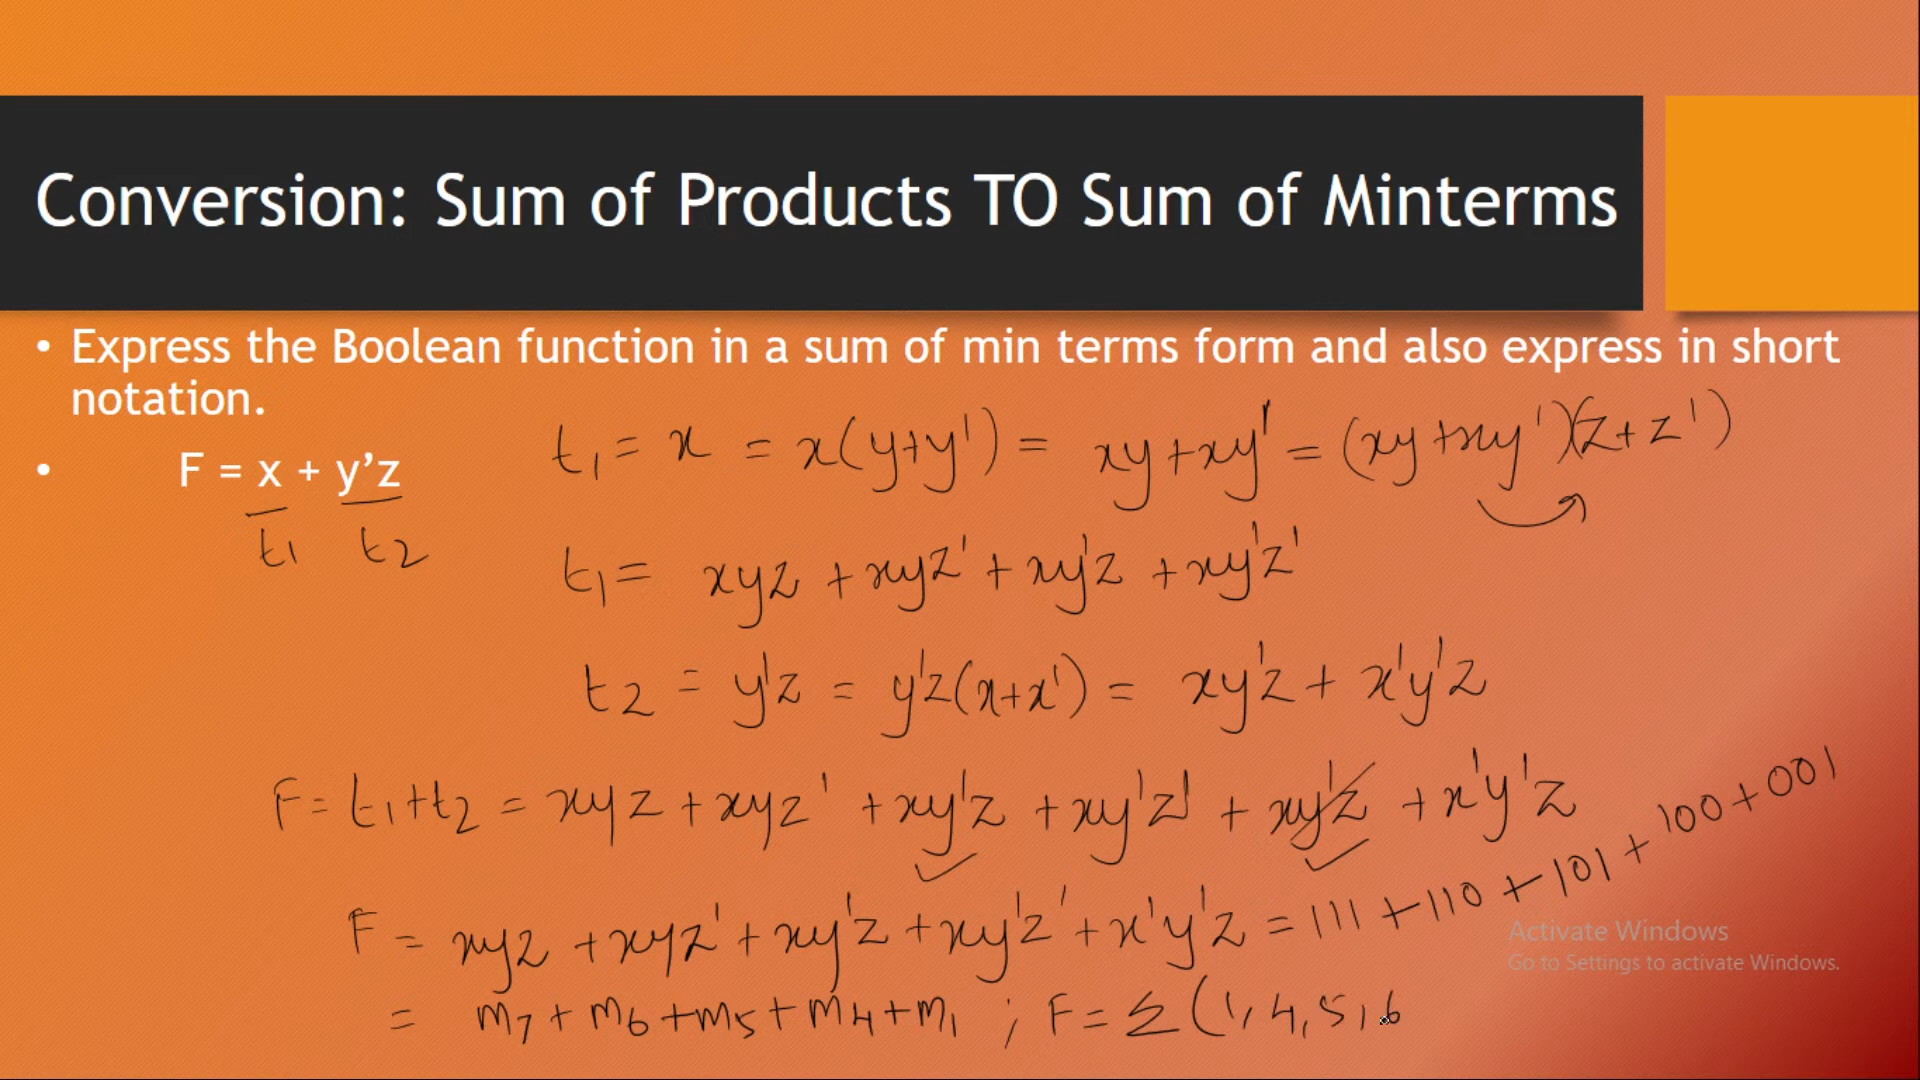 Conversion: Sum of Products TO Sum of Minterms
• Express the Boolean function in a sum of min terms form and also express in short
notation.
t1 = x = x(y+y') = xy+xy' = (xy+xy')(z+z')
• F = x + y’z
t1 t2
t1 = xyz + xyz' + xy'z + xy'z'
t2 = y'z = y'z(x+x') = xy'z + x'y'z
F = t1+t2 = xyz + xyz' + xy'z + xy'z' + xy'z + x'y'z
F = xyz + xyz' + xy'z + xy'z' + x'y'z = 111 + 110 + 101 + 100 + 001
Activate Windows
Go to Settings to activate Windows.
= m7 + m6 + m5 + m4 + m1 ; F = Σ (1, 4, 5, 6